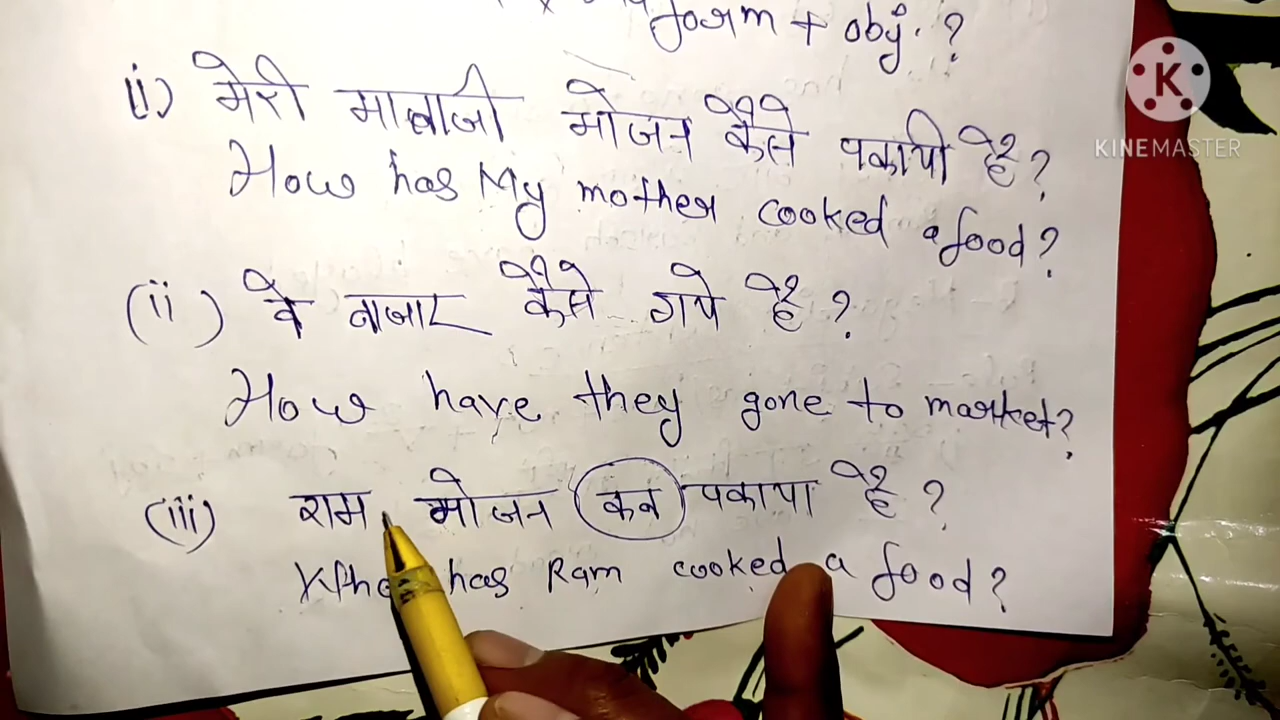 form + obj. ?
(i) मेरी माताजी भोजन कैसे पकायी है ?
K
KINEMASTER
How has My mother cooked a food?
(ii) वे बाजार कैसे गये है ?
How have they gone to market?
(iii) राम भोजन कब पकाया है ?
has Ram cooked a food?